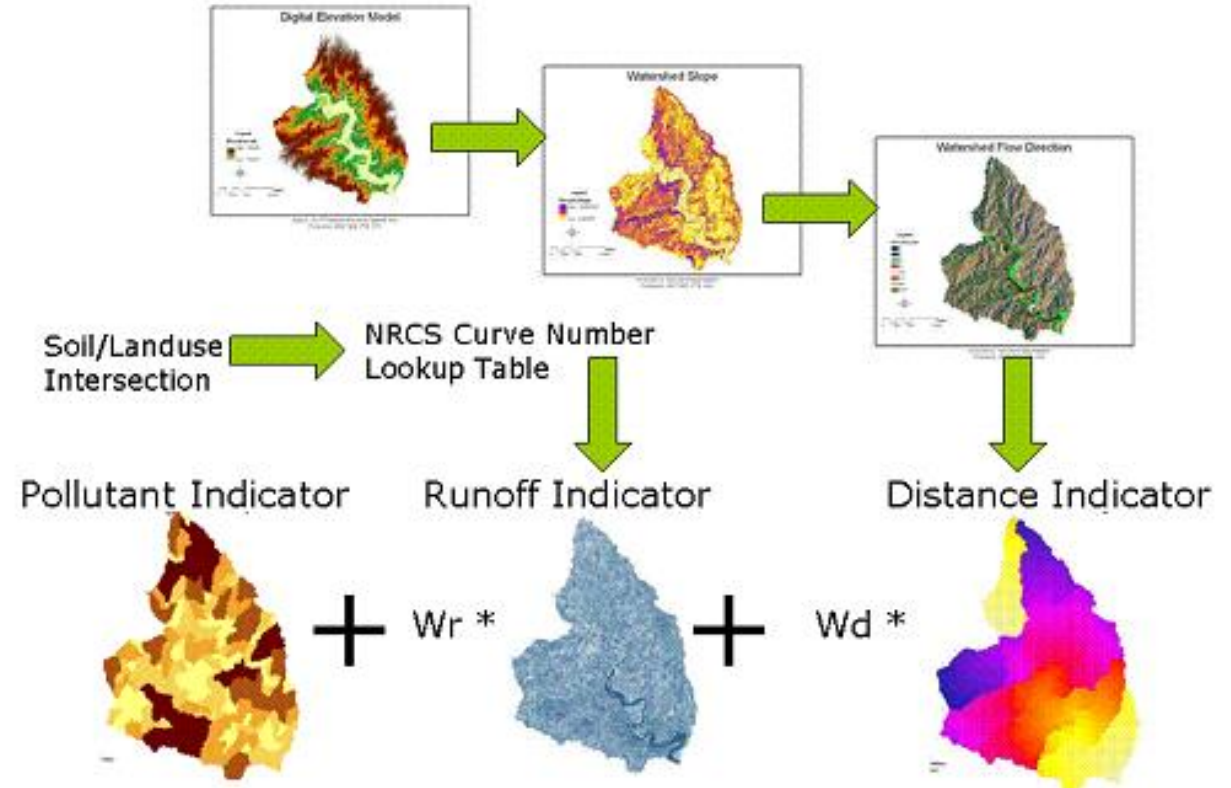 Digital Elevation Model
Watershed Slope
Watershed Flow Direction
Soil/Landuse
Intersection
NRCS Curve Number
Lookup Table
Pollutant Indicator
Runoff Indicator
Distance Indicator
+
Wr *
+
Wd *